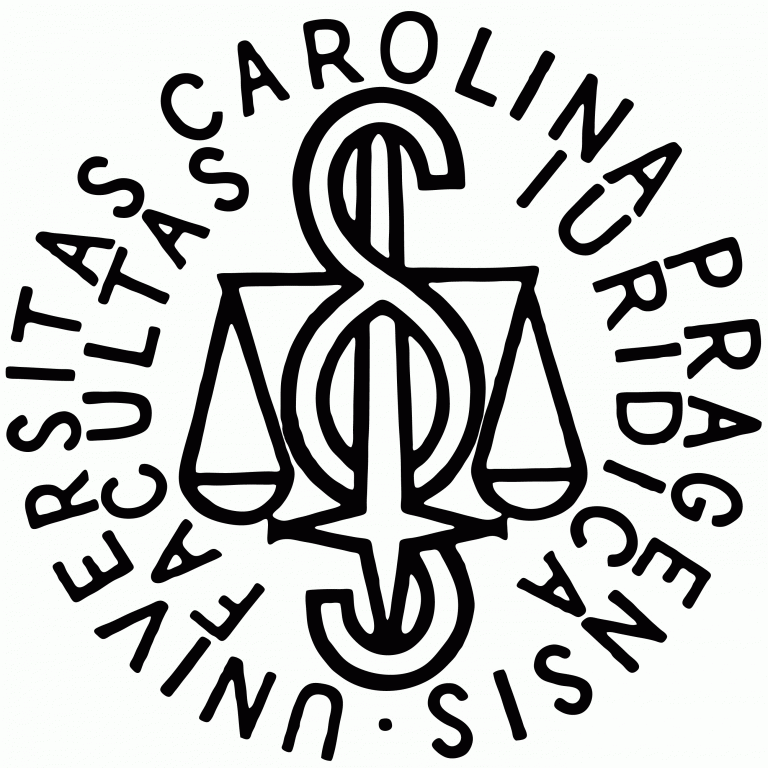 UNIVERSITAS CAROLINA PRAGENSIS ·
FACULTAS IURIDICA
§